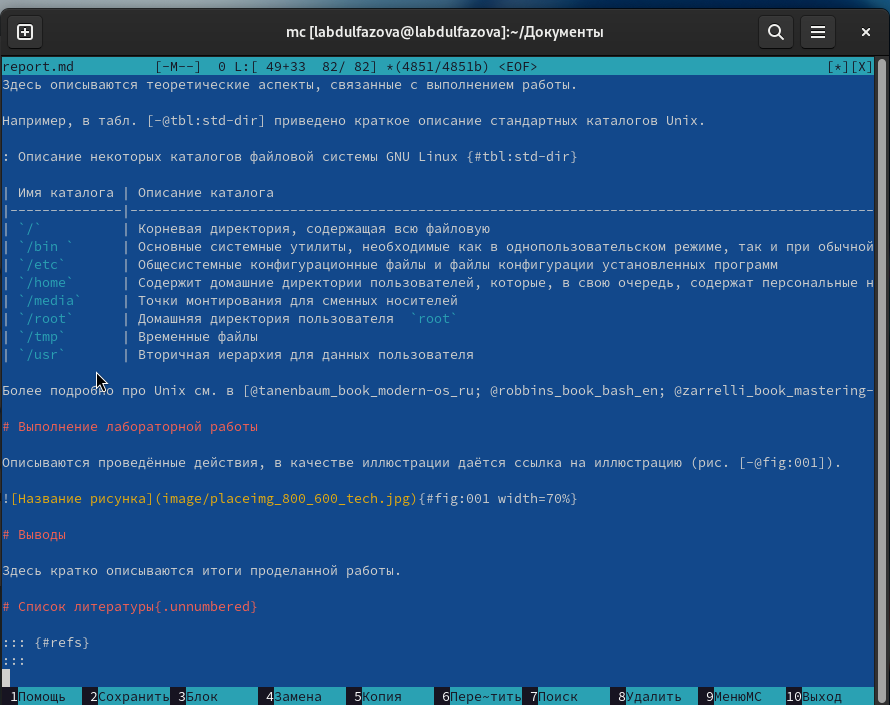 mc [labdulfazova@labdulfazova]:~/Документы
report.md [-M--] 0 L:[ 49+33 82/ 82] *(4851/4851b) <EOF> [*][X]
Здесь описываются теоретические аспекты, связанные с выполнением работы.
Например, в табл. [-@tbl:std-dir] приведено краткое описание стандартных каталогов Unix.
: Описание некоторых каталогов файловой системы GNU Linux {#tbl:std-dir}
| Имя каталога | Описание каталога
|--------------|---------------------------------------------------------------------------------------------
| `/` | Корневая директория, содержащая всю файловую
| `/bin ` | Основные системные утилиты, необходимые как в однопользовательском режиме, так и при обычной
| `/etc` | Общесистемные конфигурационные файлы и файлы конфигурации установленных программ
| `/home` | Содержит домашние директории пользователей, которые, в свою очередь, содержат персональные н
| `/media` | Точки монтирования для сменных носителей
| `/root` | Домашняя директория пользователя `root`
| `/tmp` | Временные файлы
| `/usr` | Вторичная иерархия для данных пользователя
Более подробно про Unix см. в [@tanenbaum_book_modern-os_ru; @robbins_book_bash_en; @zarrelli_book_mastering-
# Выполнение лабораторной работы
Описываются проведённые действия, в качестве иллюстрации даётся ссылка на иллюстрацию (рис. [-@fig:001]).
![Название рисунка](image/placeimg_800_600_tech.jpg){#fig:001 width=70%}
# Выводы
Здесь кратко описываются итоги проделанной работы.
# Список литературы{.unnumbered}
::: {#refs}
:::
1Помощь 2Сохранить 3Блок 4Замена 5Копия 6Пере~тить 7Поиск 8Удалить 9МенюМС 10Выход